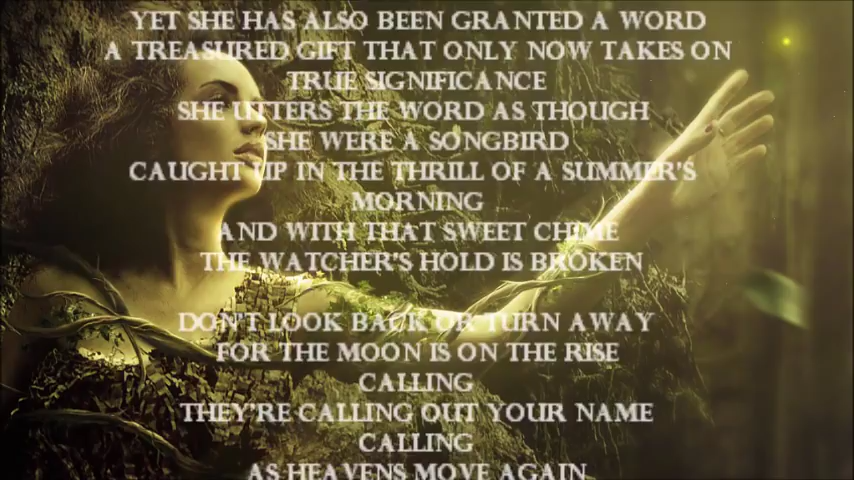 YET SHE HAS ALSO BEEN GRANTED A WORD
A TREASURED GIFT THAT ONLY NOW TAKES ON
TRUE SIGNIFICANCE
SHE UTTERS THE WORD AS THOUGH
SHE WERE A SONGBIRD
CAUGHT UP IN THE THRILL OF A SUMMER'S
MORNING
AND WITH THAT SWEET CHIME
THE WATCHER'S HOLD IS BROKEN
DON'T LOOK BACK OR TURN AWAY
FOR THE MOON IS ON THE RISE
CALLING
THEY'RE CALLING OUT YOUR NAME
CALLING
AS HEAVENS MOVE AGAIN